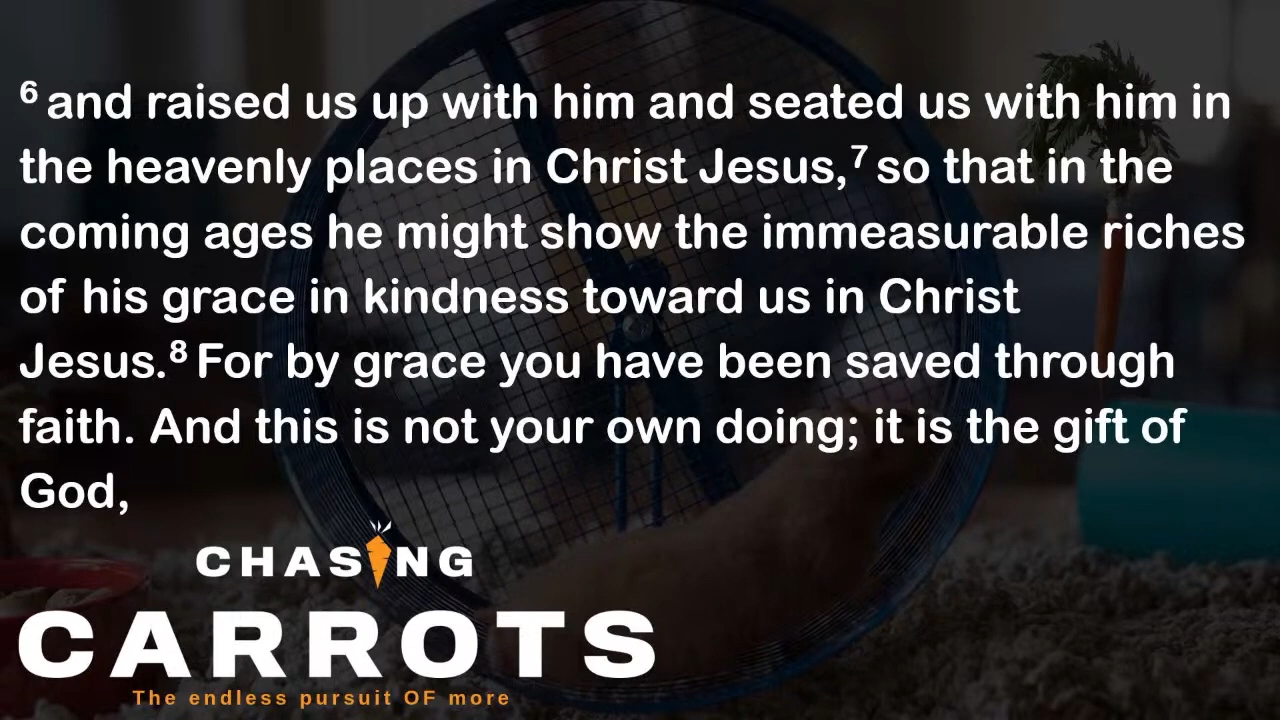 ⁶ and raised us up with him and seated us with him in
the heavenly places in Christ Jesus,⁷ so that in the
coming ages he might show the immeasurable riches
of his grace in kindness toward us in Christ
Jesus.⁸ For by grace you have been saved through
faith. And this is not your own doing; it is the gift of
God,
CHASING
CARROTS
The endless pursuit OF more